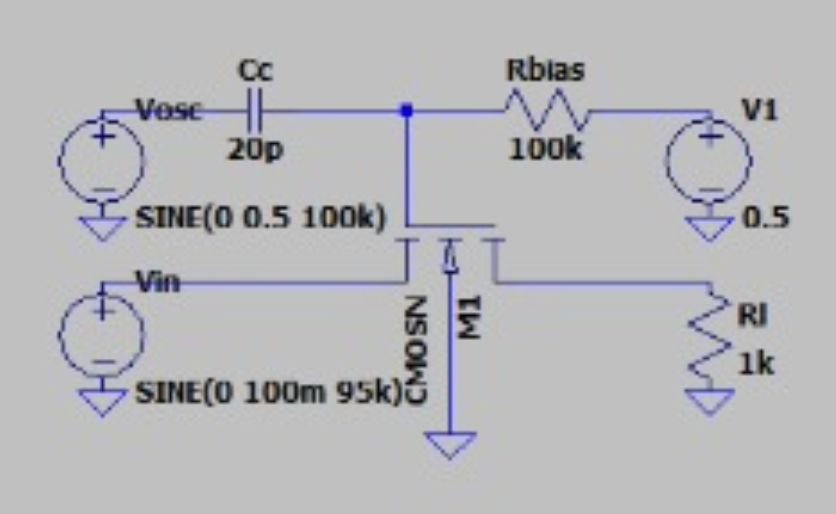 Cc
Rbias
Vosc
V1
20p
100k
SINE(0 0.5 100k)
0.5
Vin
CMOSN
M1
Rl
1k
SINE(0 100m 95k)